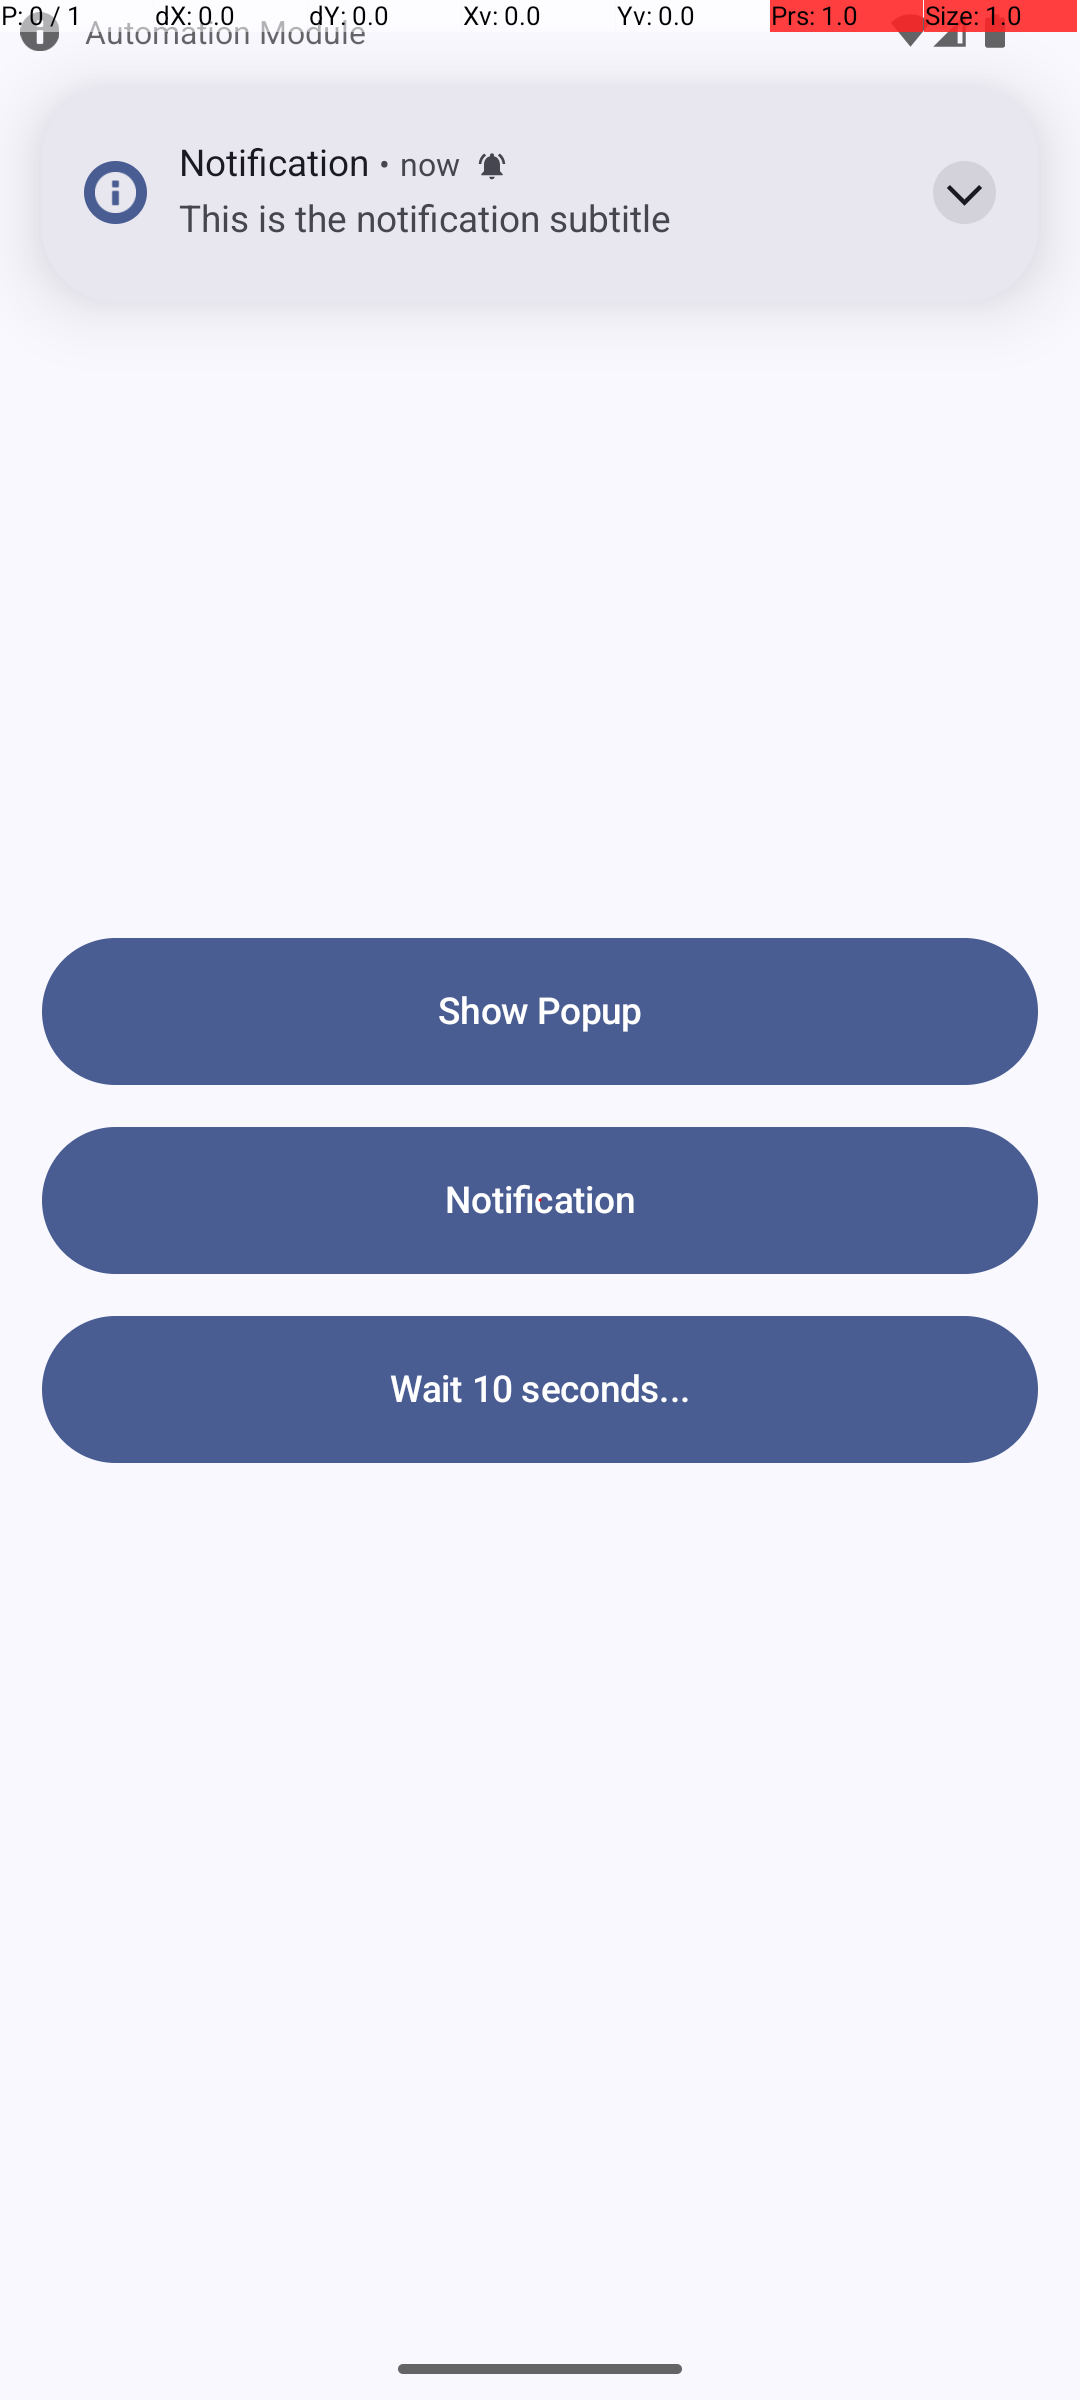 P: 0 / 1 dX: 0.0 dY: 0.0 Xv: 0.0 Yv: 0.0 Prs: 1.0 Size: 1.0
Automation Module
Notification • now
This is the notification subtitle
Show Popup
Notification
Wait 10 seconds...